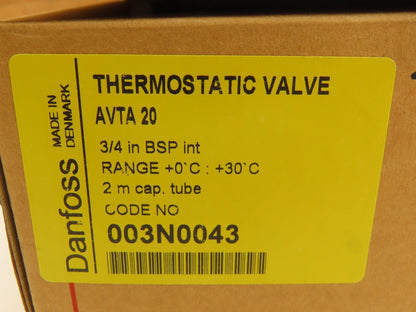 THERMOSTATIC VALVE
AVTA 20
3/4 in BSP int
RANGE +0`C : +30`C
2 m cap. tube
CODE NO
003N0043
Danfoss
MADE IN
DENMARK